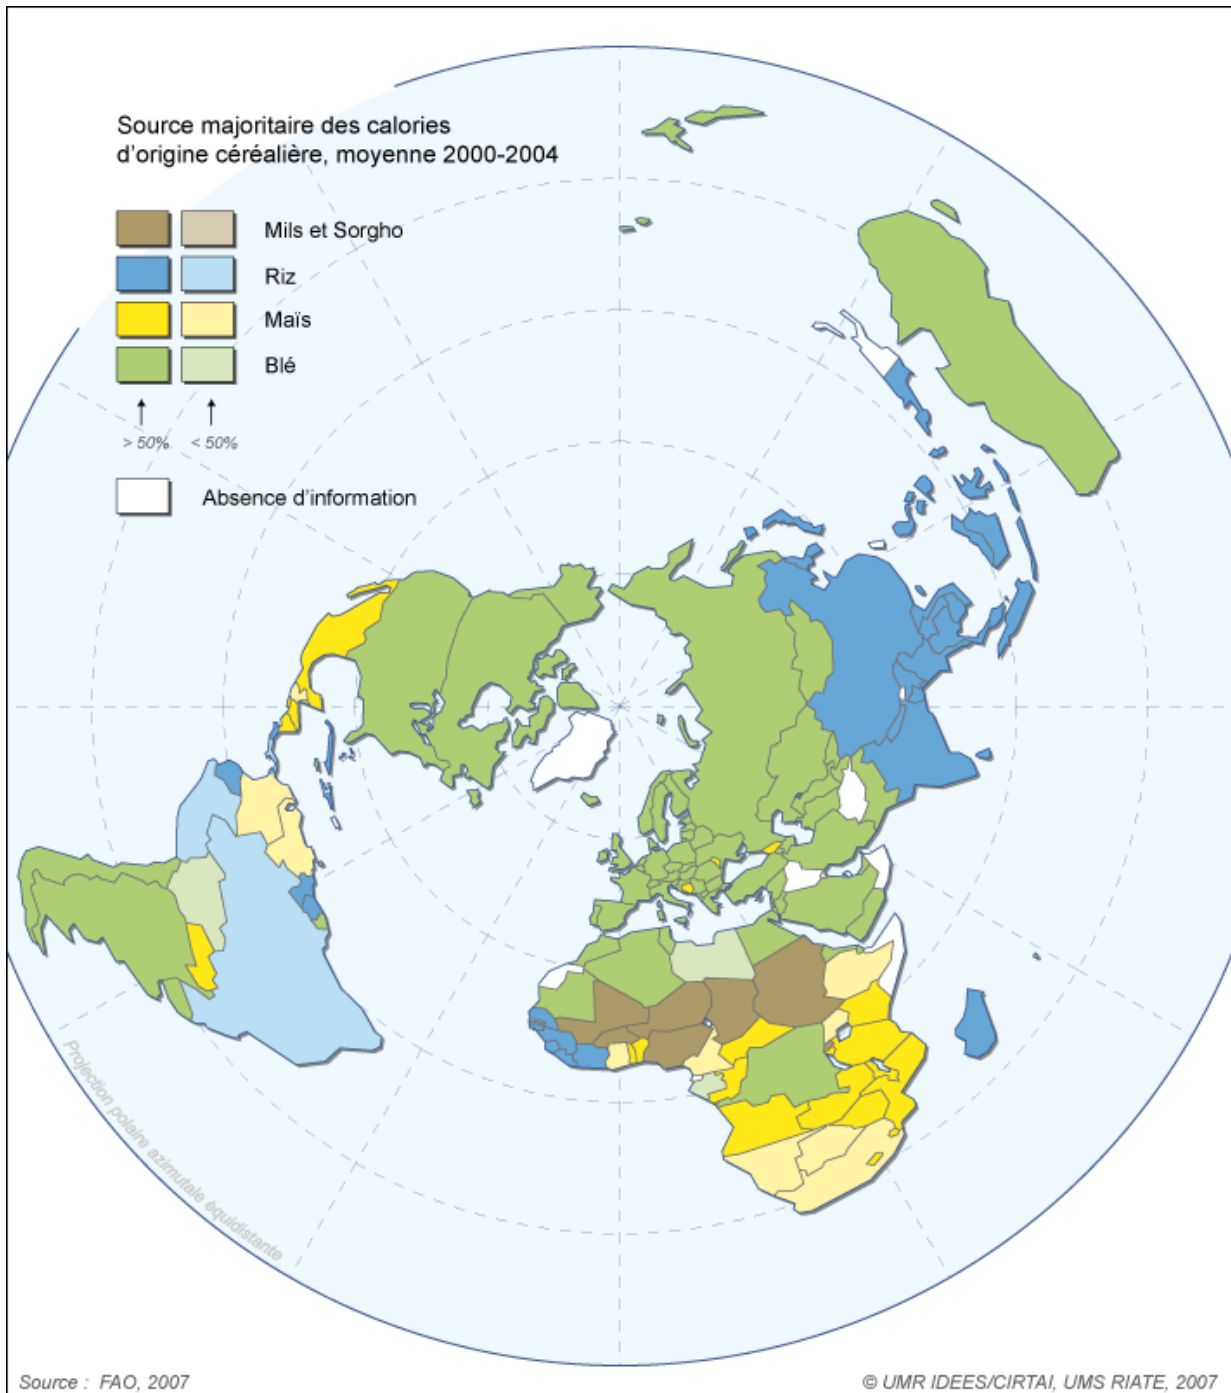 Source majoritaire des calories
d'origine céréalière, moyenne 2000-2004
Mils et Sorgho
Riz
Maïs
Blé
> 50% < 50%
Absence d'information
Projection polaire azimutale équidistante
Source : FAO, 2007
© UMR IDEES/CIRTAI, UMS RIATE, 2007